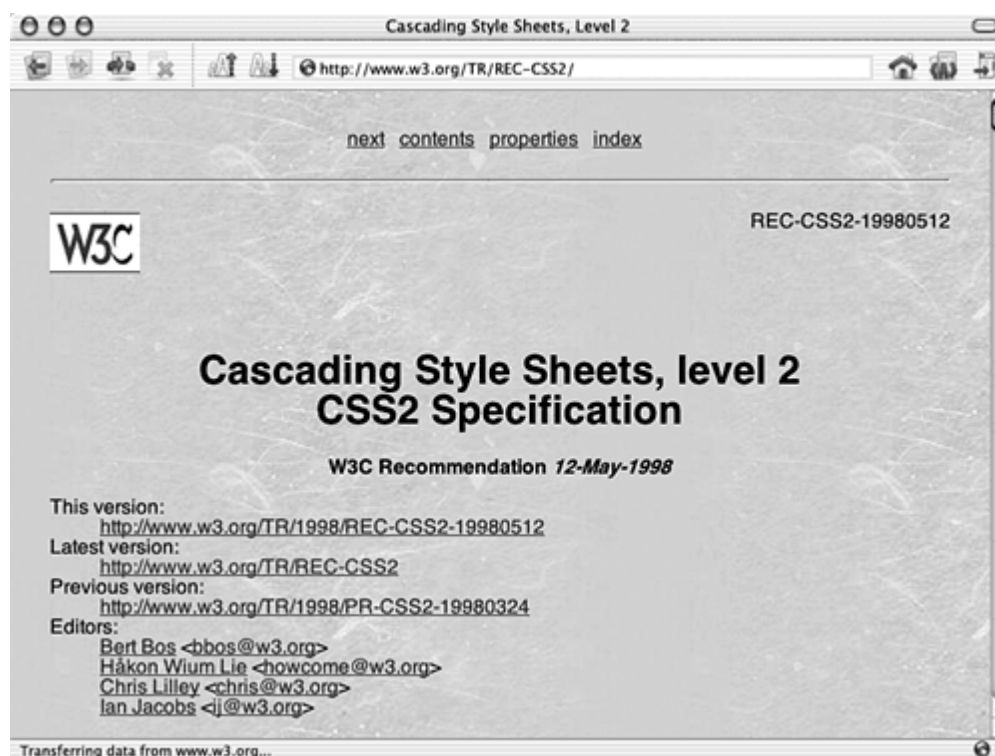 Cascading Style Sheets, Level 2
http://www.w3.org/TR/REC-CSS2/
next contents properties index
W3C
REC-CSS2-19980512
Cascading Style Sheets, level 2
CSS2 Specification
W3C Recommendation 12-May-1998
This version:
http://www.w3.org/TR/1998/REC-CSS2-19980512
Latest version:
http://www.w3.org/TR/REC-CSS2
Previous version:
http://www.w3.org/TR/1998/PR-CSS2-19980324
Editors:
Bert Bos <bbos@w3.org>
Håkon Wium Lie <howcome@w3.org>
Chris Lilley <chris@w3.org>
Ian Jacobs <ij@w3.org>
Transferring data from www.w3.org...